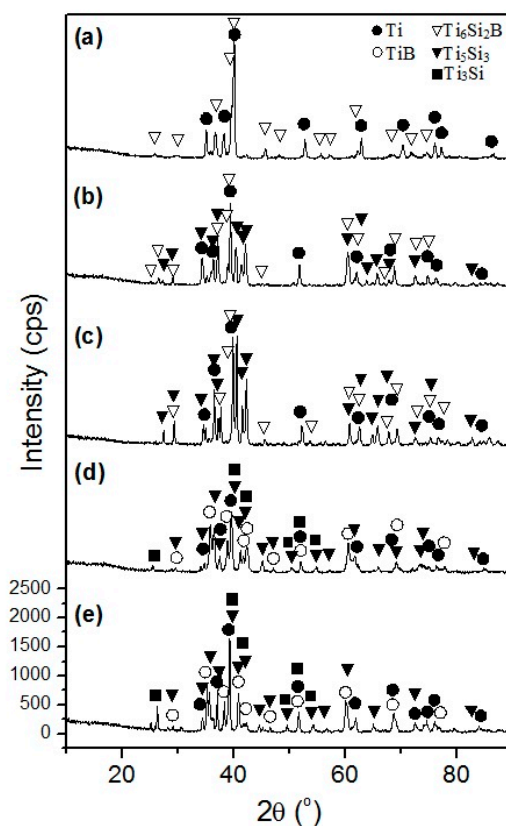 (a)
Ti
Ti₆Si₂B
TiB
Ti₅Si₃
Ti₃Si
(b)
(c)
(d)
(e)
Intensity (cps)
2500
2000
1500
1000
500
0
20
40
60
80
2θ (°)